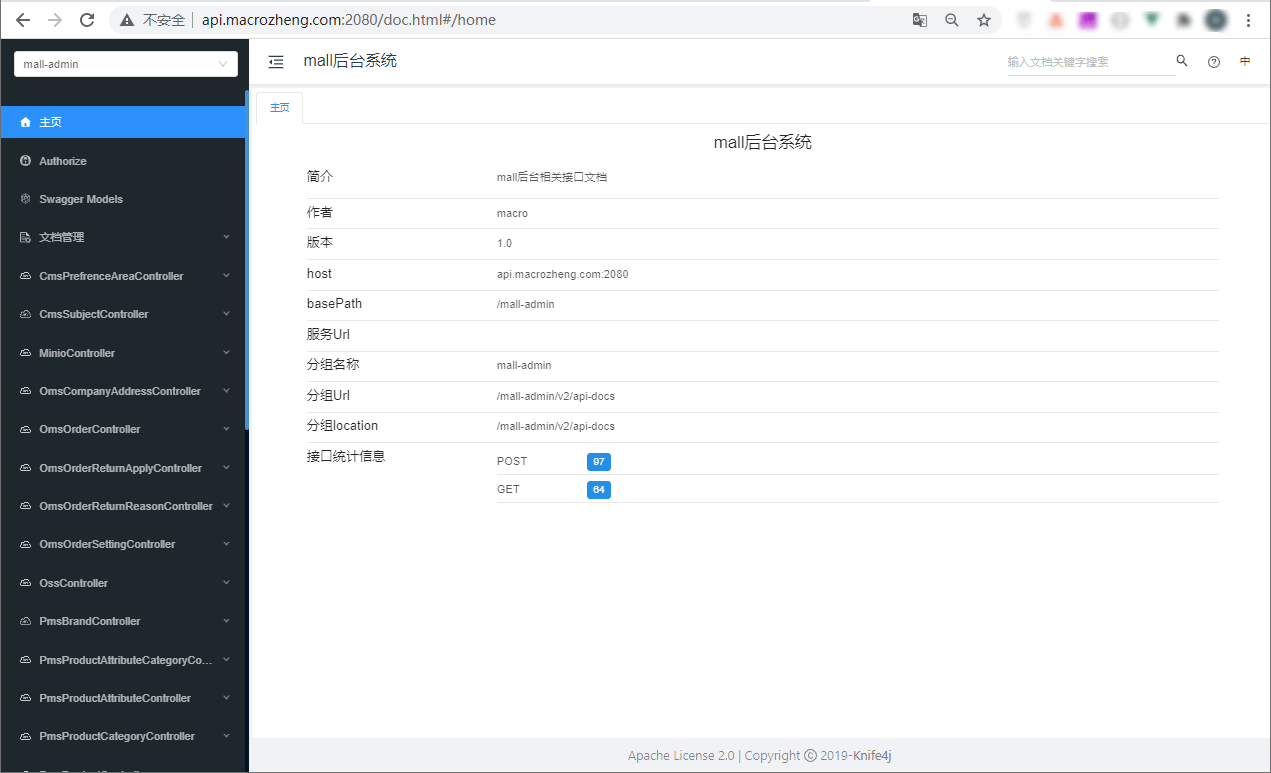 不安全 api.macrozheng.com:2080/doc.html#/home
mall-admin
mall后台系统
输入文档关键字搜索
中
主页
Authorize
Swagger Models
文档管理
CmsPrefrenceAreaController
CmsSubjectController
MinioController
OmsCompanyAddressController
OmsOrderController
OmsOrderReturnApplyController
OmsOrderReturnReasonController
OmsOrderSettingController
OssController
PmsBrandController
PmsProductAttributeCategoryCo...
PmsProductAttributeController
PmsProductCategoryController
主页
mall后台系统
简介 mall后台相关接口文档
作者 macro
版本 1.0
host api.macrozheng.com:2080
basePath /mall-admin
服务Url
分组名称 mall-admin
分组Url /mall-admin/v2/api-docs
分组location /mall-admin/v2/api-docs
接口统计信息 POST 97
GET 64
Apache License 2.0 | Copyright © 2019-Knife4j